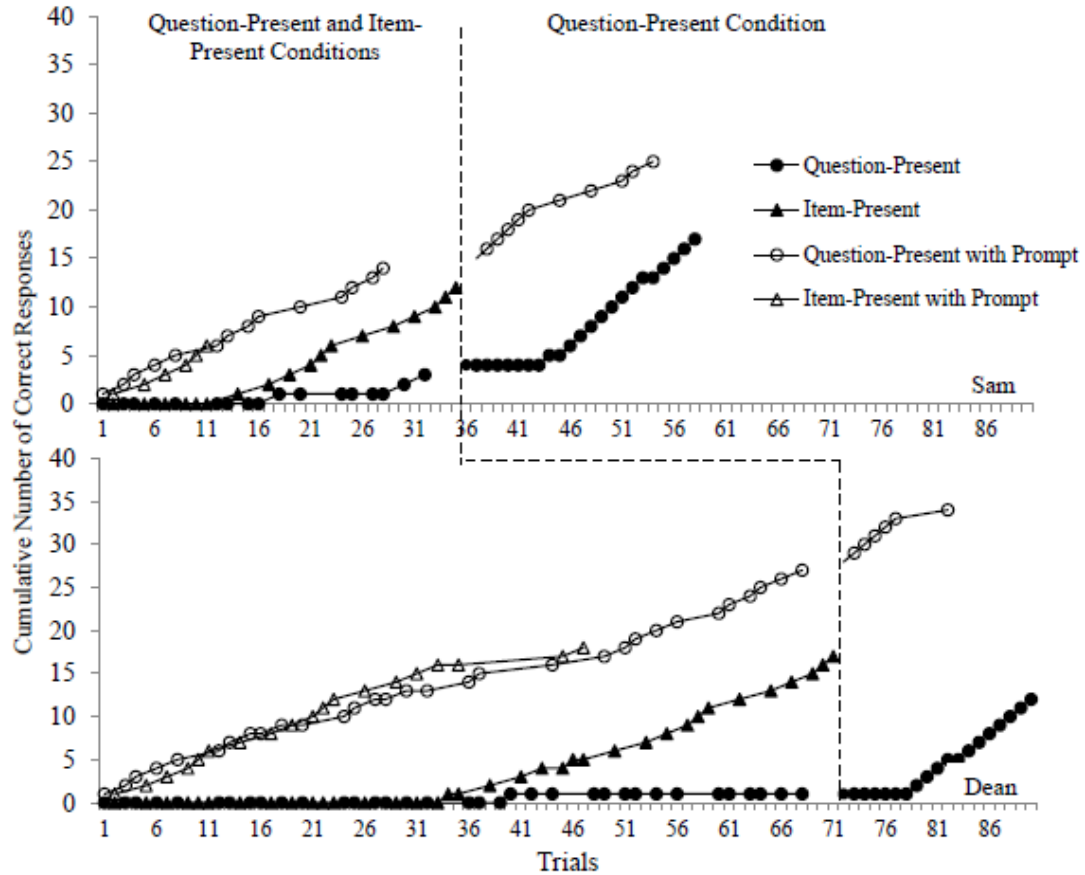 Question-Present and Item-
Present Conditions
Question-Present Condition
40
35
30
25
20
15
10
5
0
Question-Present
Item-Present
Question-Present with Prompt
Item-Present with Prompt
Sam
1 6 11 16 21 26 31 36 41 46 51 56 61 66 71 76 81 86
Cumulative Number of Correct Responses
40
35
30
25
20
15
10
5
0
Dean
1 6 11 16 21 26 31 36 41 46 51 56 61 66 71 76 81 86
Trials